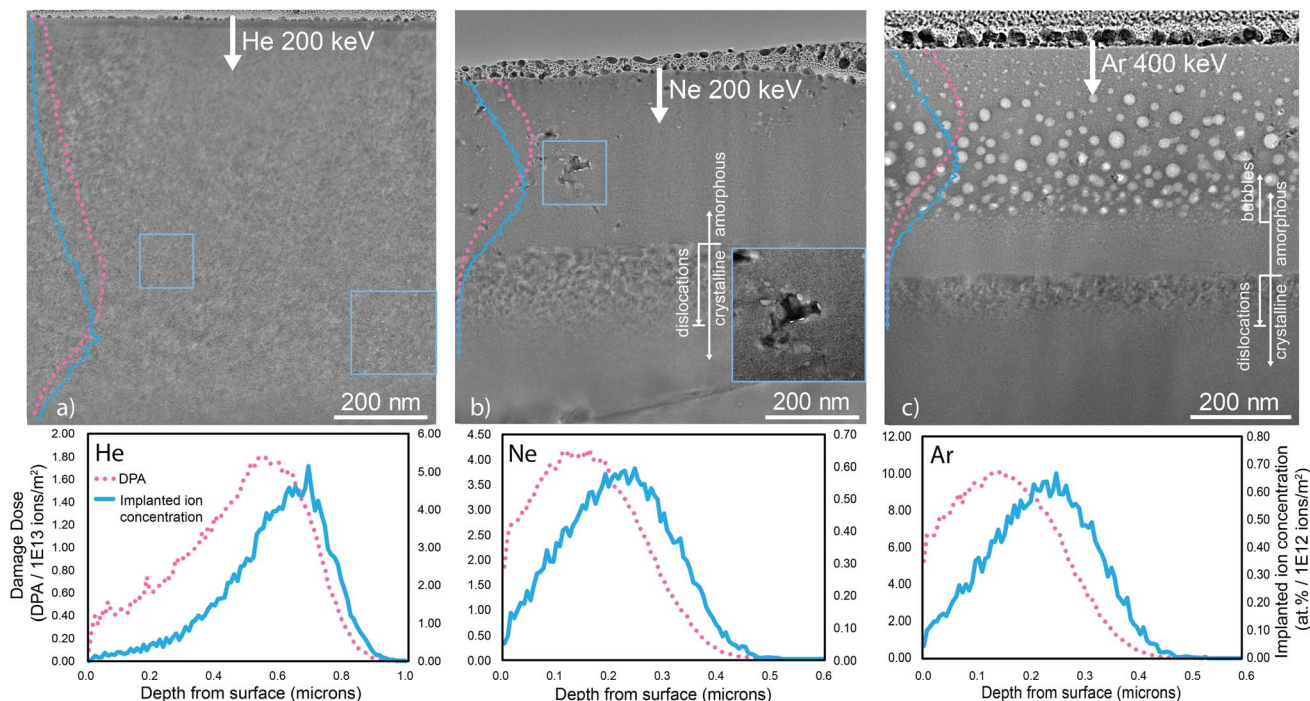 He 200 keV
a)
200 nm
Ne 200 keV
amorphous
crystalline
dislocations
b)
200 nm
Ar 400 keV
bubbles
amorphous
crystalline
dislocations
c)
200 nm
He
DPA
Implanted ion
concentration
Damage Dose
(DPA / 1E13 ions/m²)
2.00
1.80
1.60
1.40
1.20
1.00
0.80
0.60
0.40
0.20
0.00
6.00
5.00
4.00
3.00
2.00
1.00
0.00
0.0 0.2 0.4 0.6 0.8 1.0
Depth from surface (microns)
Ne
4.50
4.00
3.50
3.00
2.50
2.00
1.50
1.00
0.50
0.00
0.70
0.60
0.50
0.40
0.30
0.20
0.10
0.00
0.0 0.1 0.2 0.3 0.4 0.5 0.6
Depth from surface (microns)
Ar
12.00
10.00
8.00
6.00
4.00
2.00
0.00
0.80
0.70
0.60
0.50
0.40
0.30
0.20
0.10
0.00
0.0 0.1 0.2 0.3 0.4 0.5 0.6
Depth from surface (microns)
Implanted ion concentration
(at.% / 1E12 ions/m²)